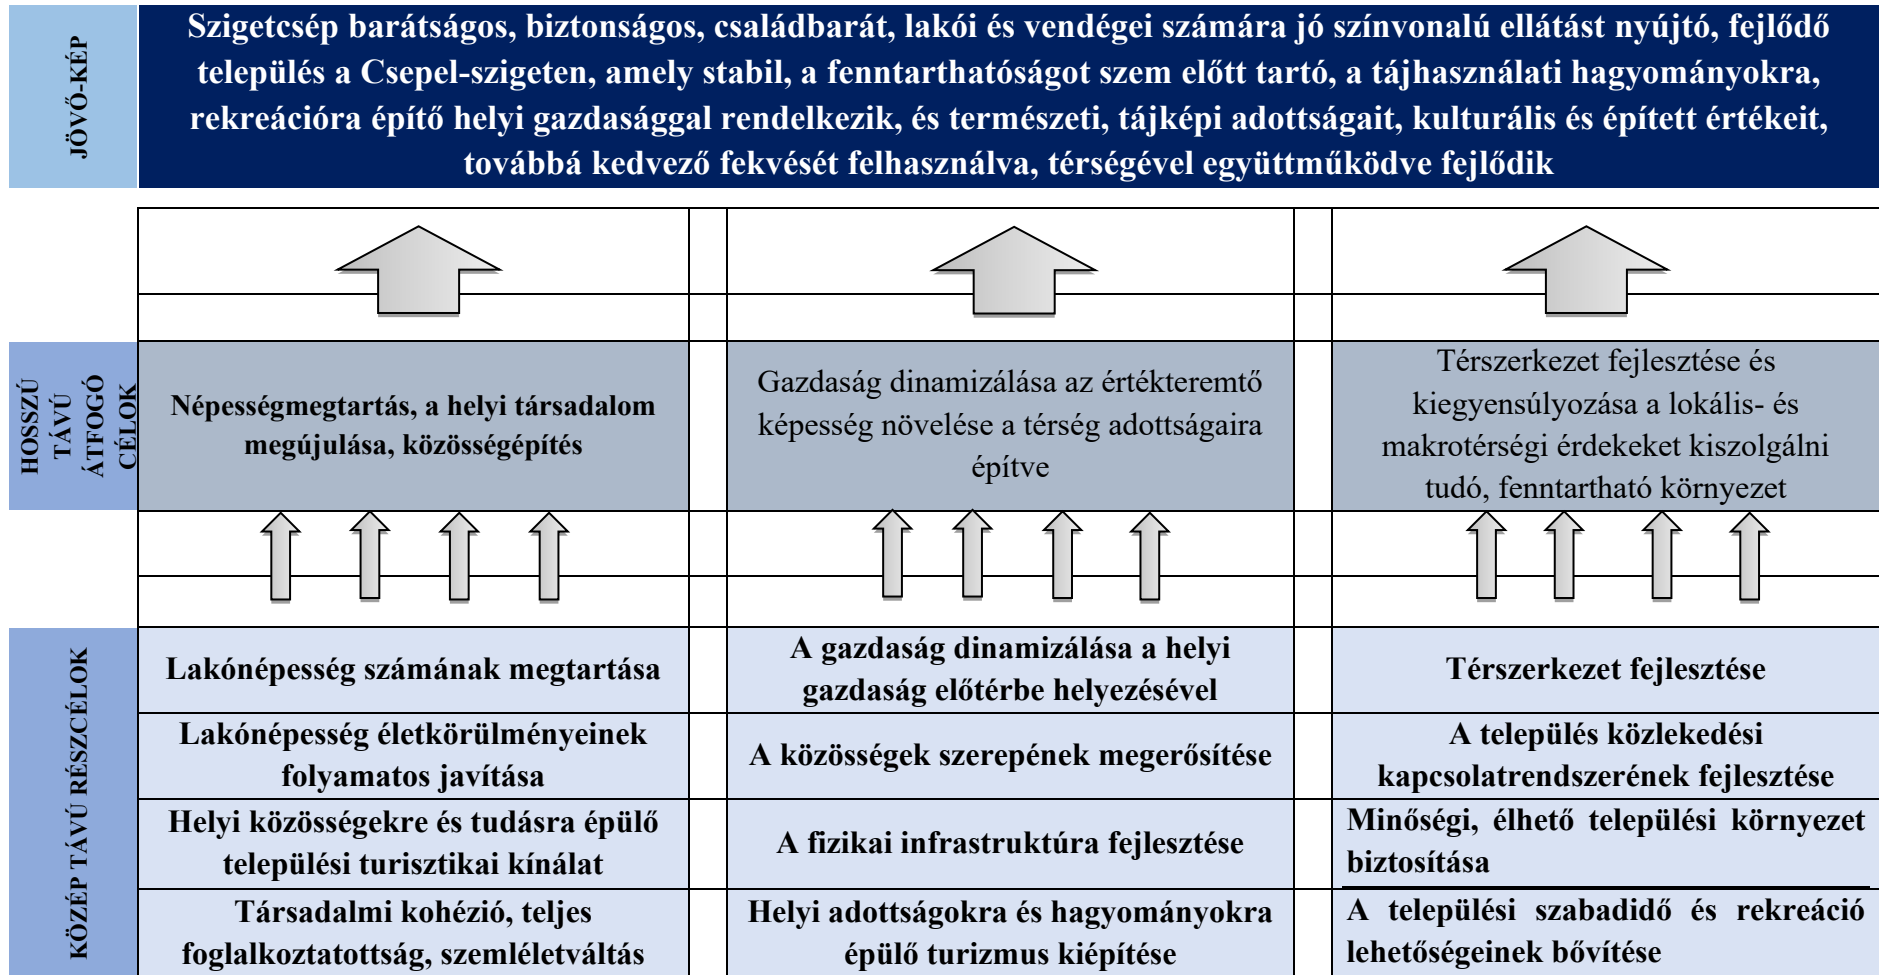 JÖVŐ-KÉP
Szigetcsép barátságos, biztonságos, családbarát, lakói és vendégei számára jó színvonalú ellátást nyújtó, fejlődő
település a Csepel-szigeten, amely stabil, a fenntarthatóságot szem előtt tartó, a tájhasználati hagyományokra,
rekreációra építő helyi gazdasággal rendelkezik, és természeti, tájképi adottságait, kulturális és épített értékeit,
továbbá kedvező fekvését felhasználva, térségével együttműködve fejlődik
HOSSZÚ
TÁVÚ
ÁTFOGÓ
CÉLOK
Népességmegtartás, a helyi társadalom
megújulása, közösségépítés
Gazdaság dinamizálása az értékteremtő
képesség növelése a térség adottságaira
építve
Térszerkezet fejlesztése és
kiegyensúlyozása a lokális- és
makrotérségi érdekeket kiszolgálni
tudó, fenntartható környezet
KÖZÉP TÁVÚ RÉSZCÉLOK
Lakónépesség számának megtartása
A gazdaság dinamizálása a helyi
gazdaság előtérbe helyezésével
Térszerkezet fejlesztése
Lakónépesség életkörülményeinek
folyamatos javítása
A közösségek szerepének megerősítése
A település közlekedési
kapcsolatrendszerének fejlesztése
Helyi közösségekre és tudásra épülő
települési turisztikai kínálat
A fizikai infrastruktúra fejlesztése
Minőségi, élhető települési környezet
biztosítása
Társadalmi kohézió, teljes
foglalkoztatottság, szemléletváltás
Helyi adottságokra és hagyományokra
épülő turizmus kiépítése
A települési szabadidő és rekreáció
lehetőségeinek bővítése